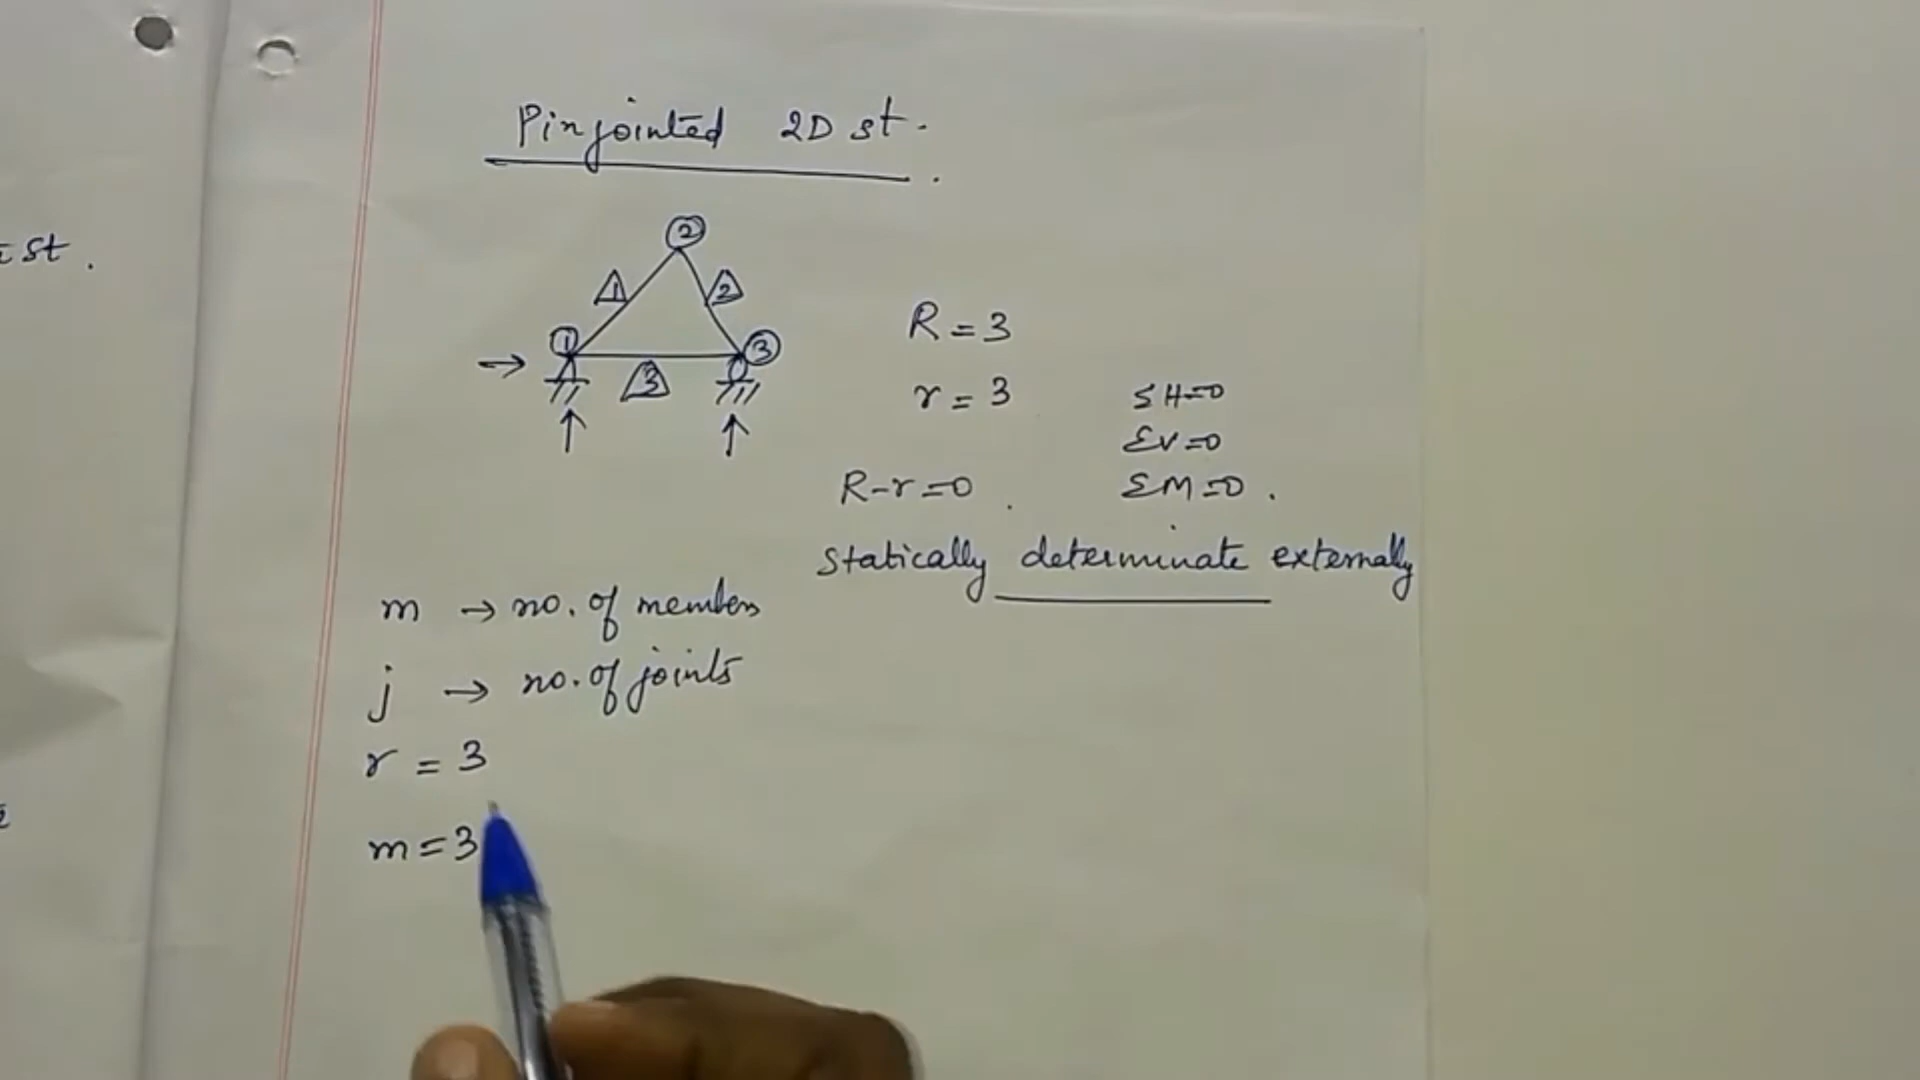 Pin jointed 2D st.
st.
2
1 2
1 3
3
R = 3
r = 3
ΣH=0
ΣV=0
R-r=0.
ΣM=0.
statically determinate externally
m → no. of members
j → no. of joints
r = 3
m = 3